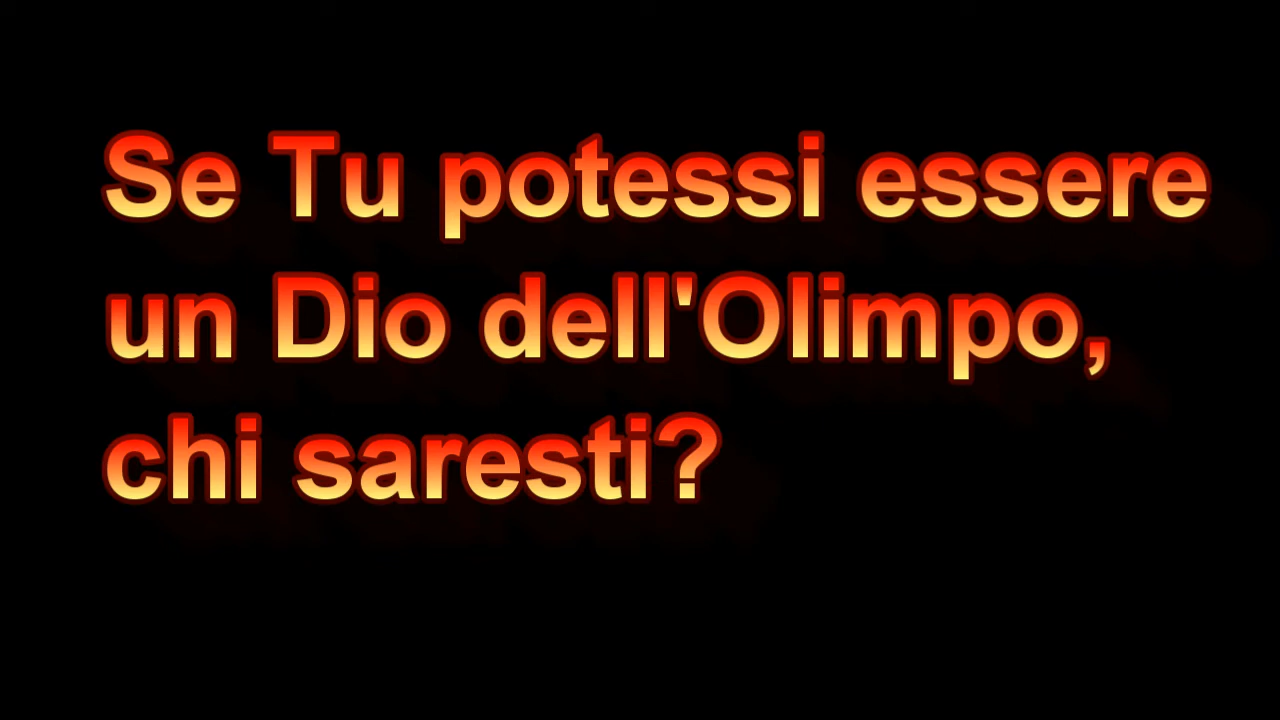 Se Tu potessi essere
un Dio dell'Olimpo,
chi saresti?